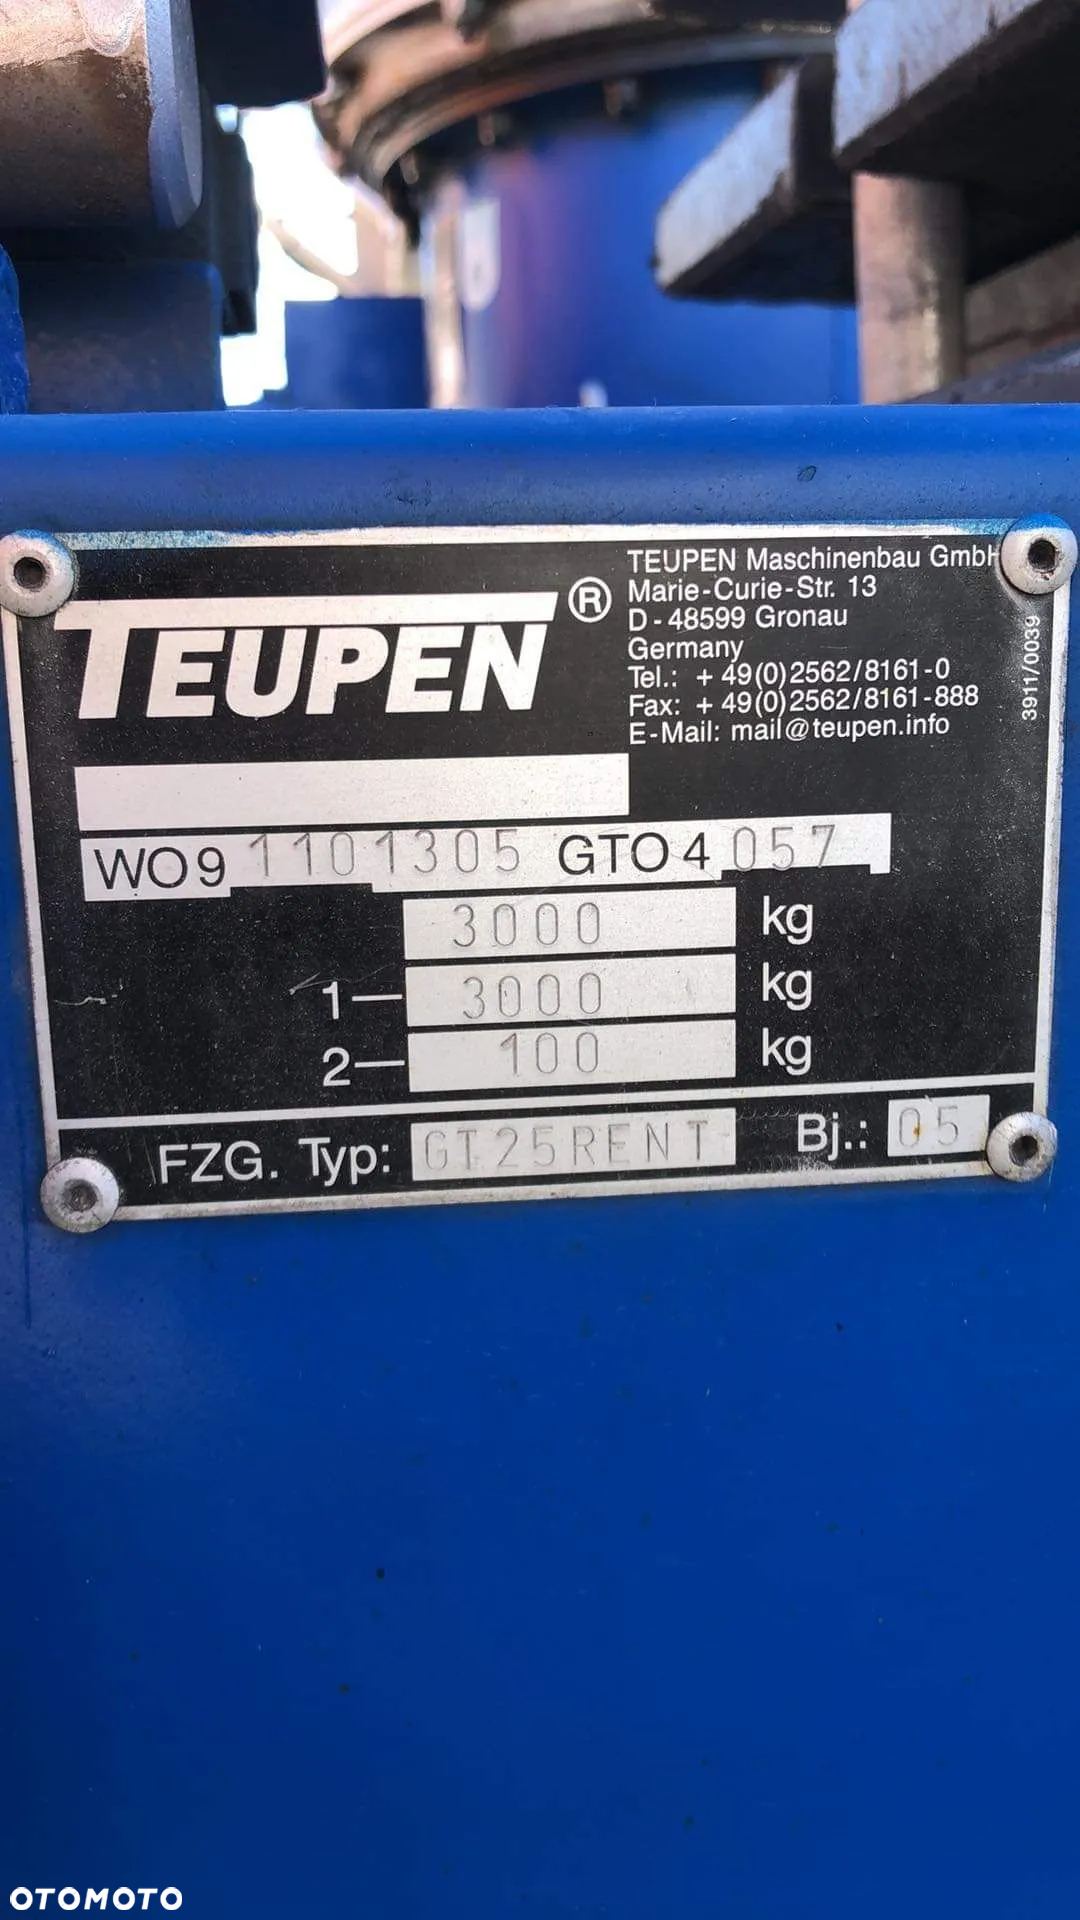 TEUPEN®
TEUPEN Maschinenbau GmbH
Marie-Curie-Str. 13
D-48599 Gronau
Germany
Tel.: +49(0)2562/8161-0
Fax: +49(0)2562/8161-888
E-Mail: mail@teupen.info
3911/0039
WO9 1101305 GTO4 057
3000 kg
1— 3000 kg
2— 100 kg
FZG. Typ: GT25RENT Bj.: 05
OTOMOTO